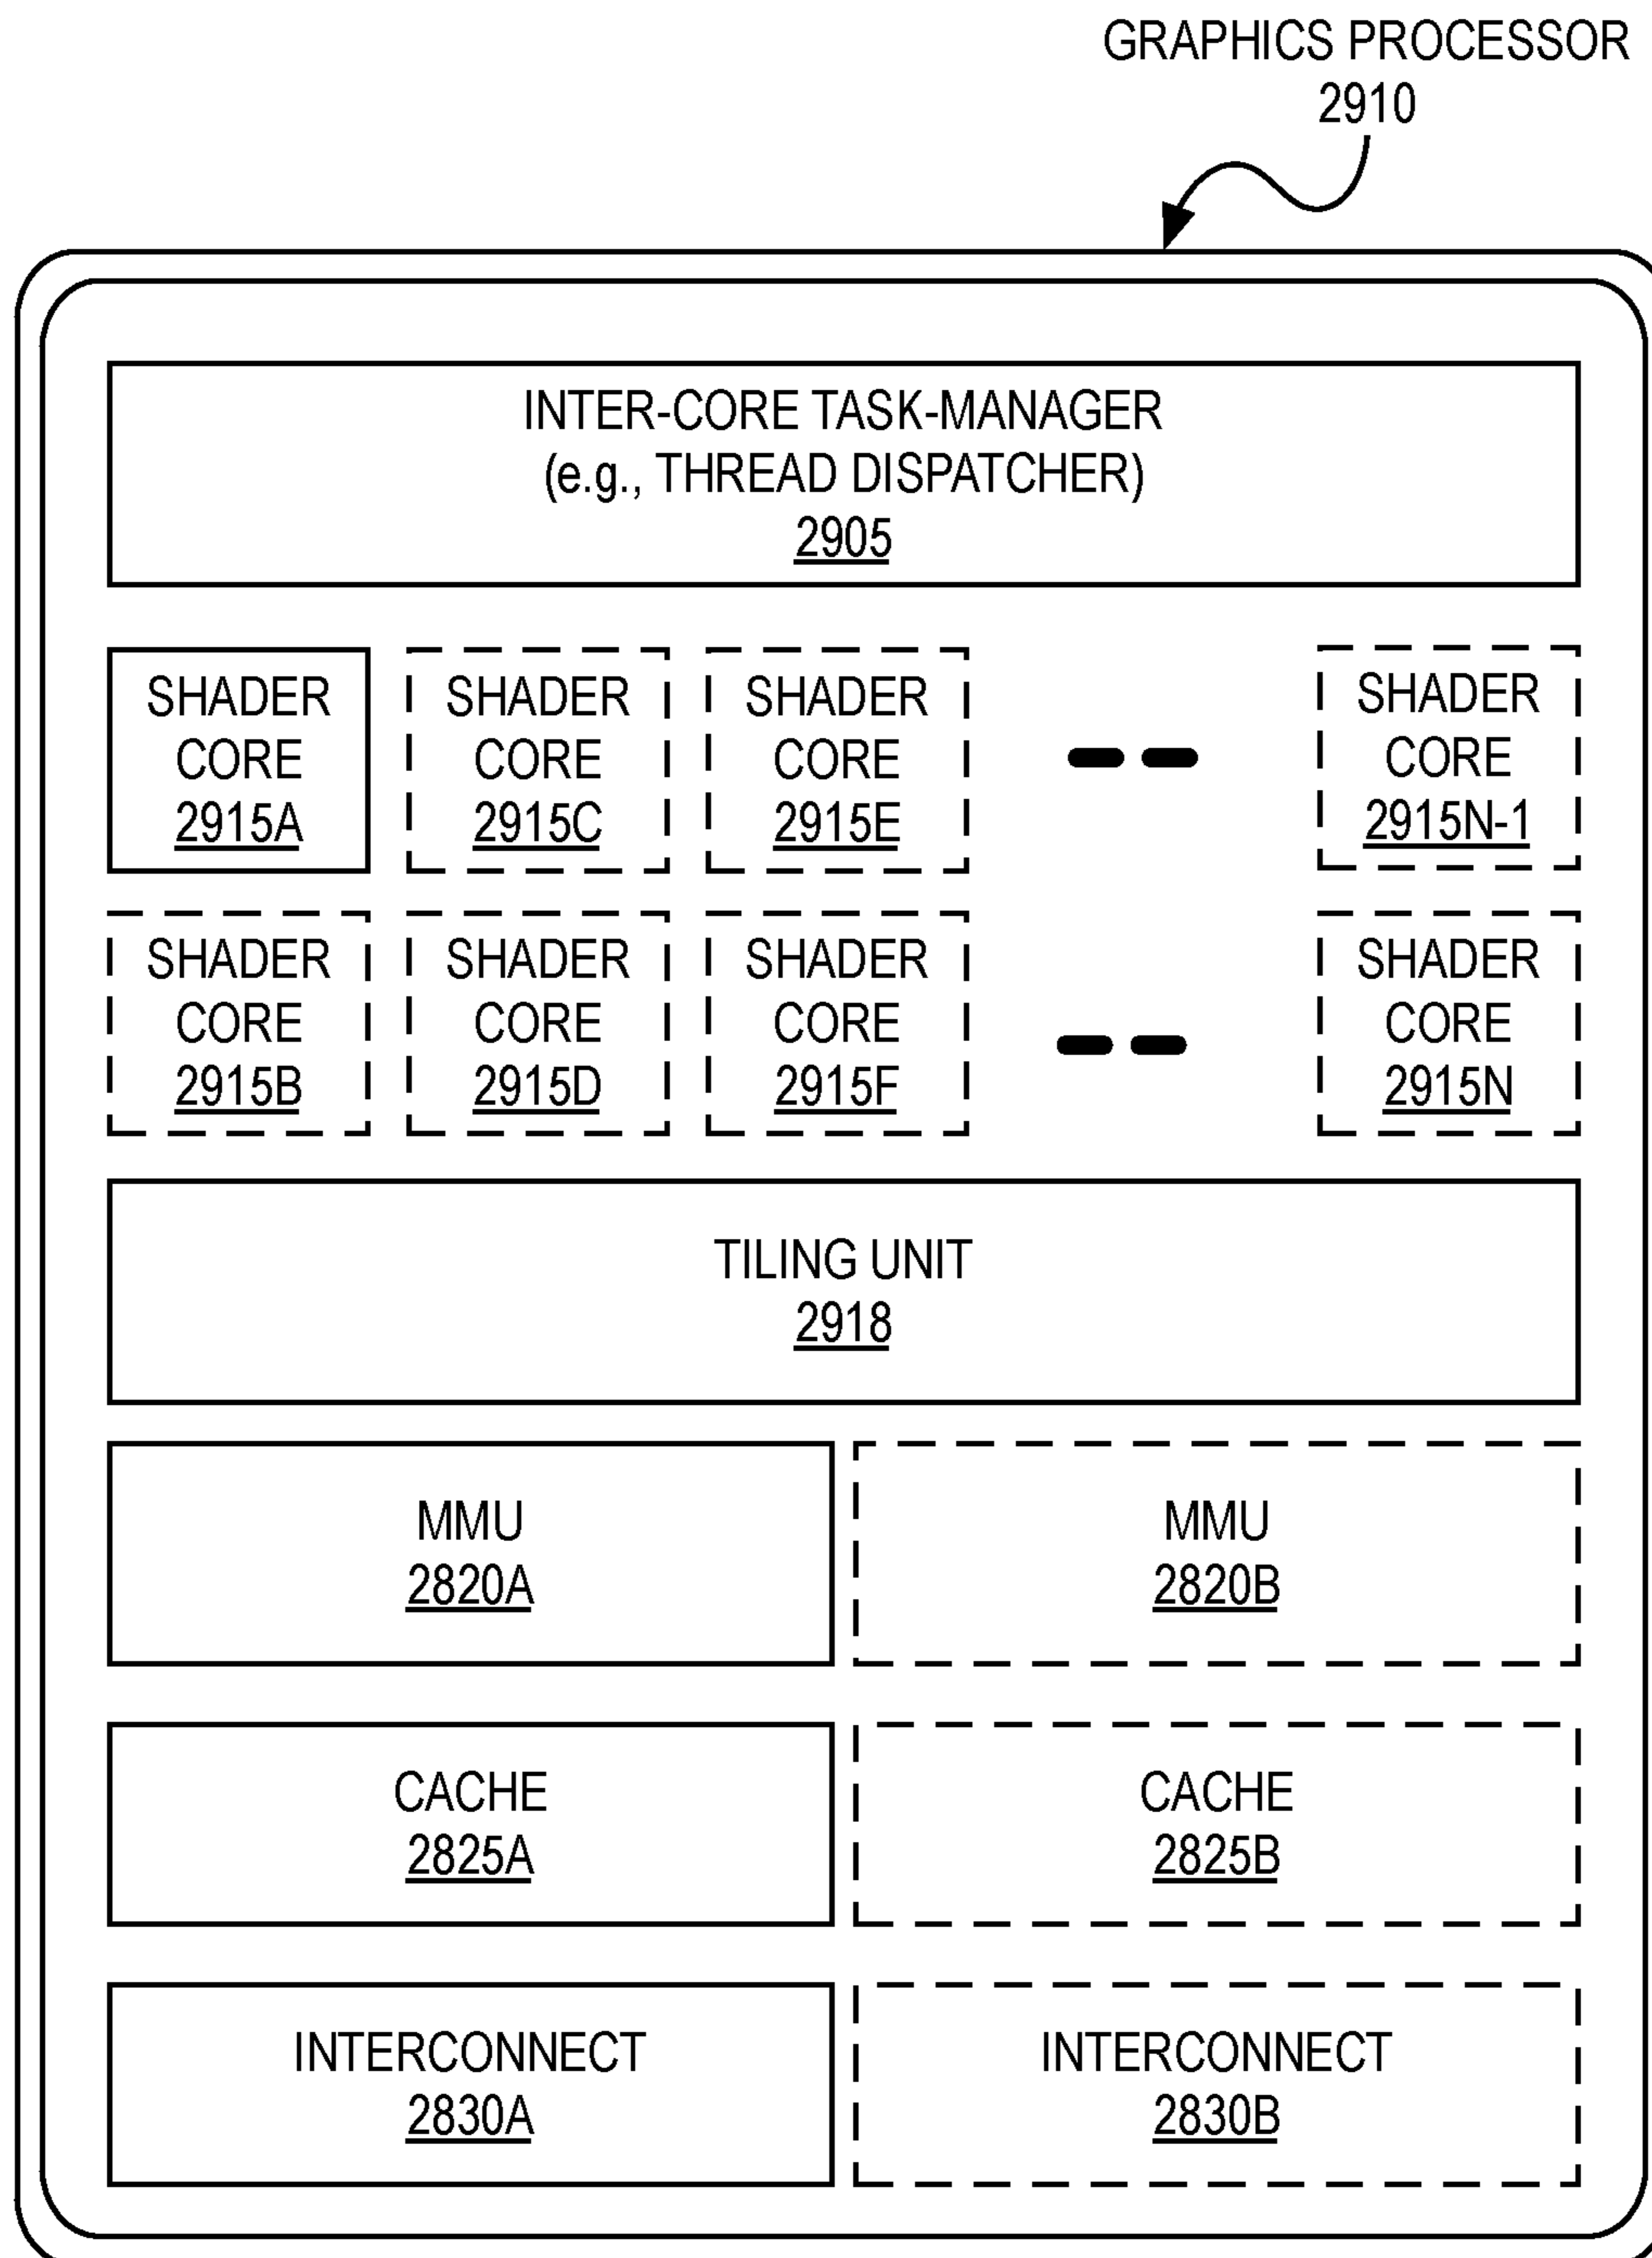 GRAPHICS PROCESSOR
2910
INTER-CORE TASK-MANAGER
(e.g., THREAD DISPATCHER)
2905
SHADER
CORE
2915A
SHADER
CORE
2915C
SHADER
CORE
2915E
SHADER
CORE
2915N-1
SHADER
CORE
2915B
SHADER
CORE
2915D
SHADER
CORE
2915F
SHADER
CORE
2915N
TILING UNIT
2918
MMU
2820A
MMU
2820B
CACHE
2825A
CACHE
2825B
INTERCONNECT
2830A
INTERCONNECT
2830B